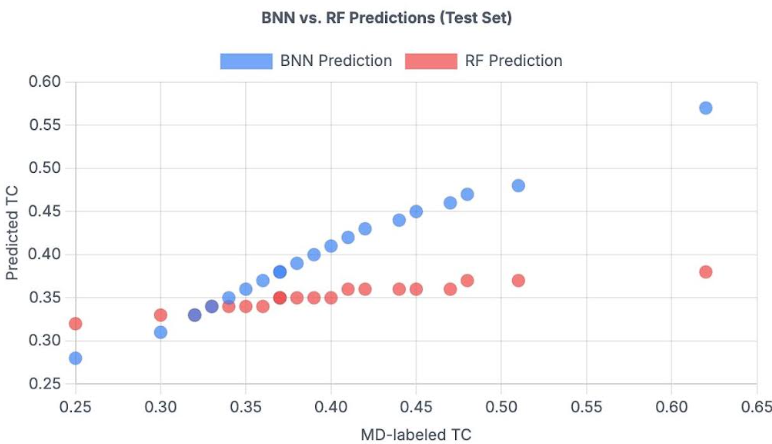 BNN vs. RF Predictions (Test Set)
BNN Prediction RF Prediction
0.60
0.55
0.50
0.45
0.40
0.35
0.30
0.25
Predicted TC
0.25 0.30 0.35 0.40 0.45 0.50 0.55 0.60 0.65
MD-labeled TC